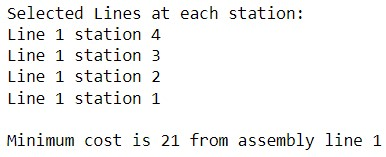 Selected Lines at each station:
Line 1 station 4
Line 1 station 3
Line 1 station 2
Line 1 station 1
Minimum cost is 21 from assembly line 1